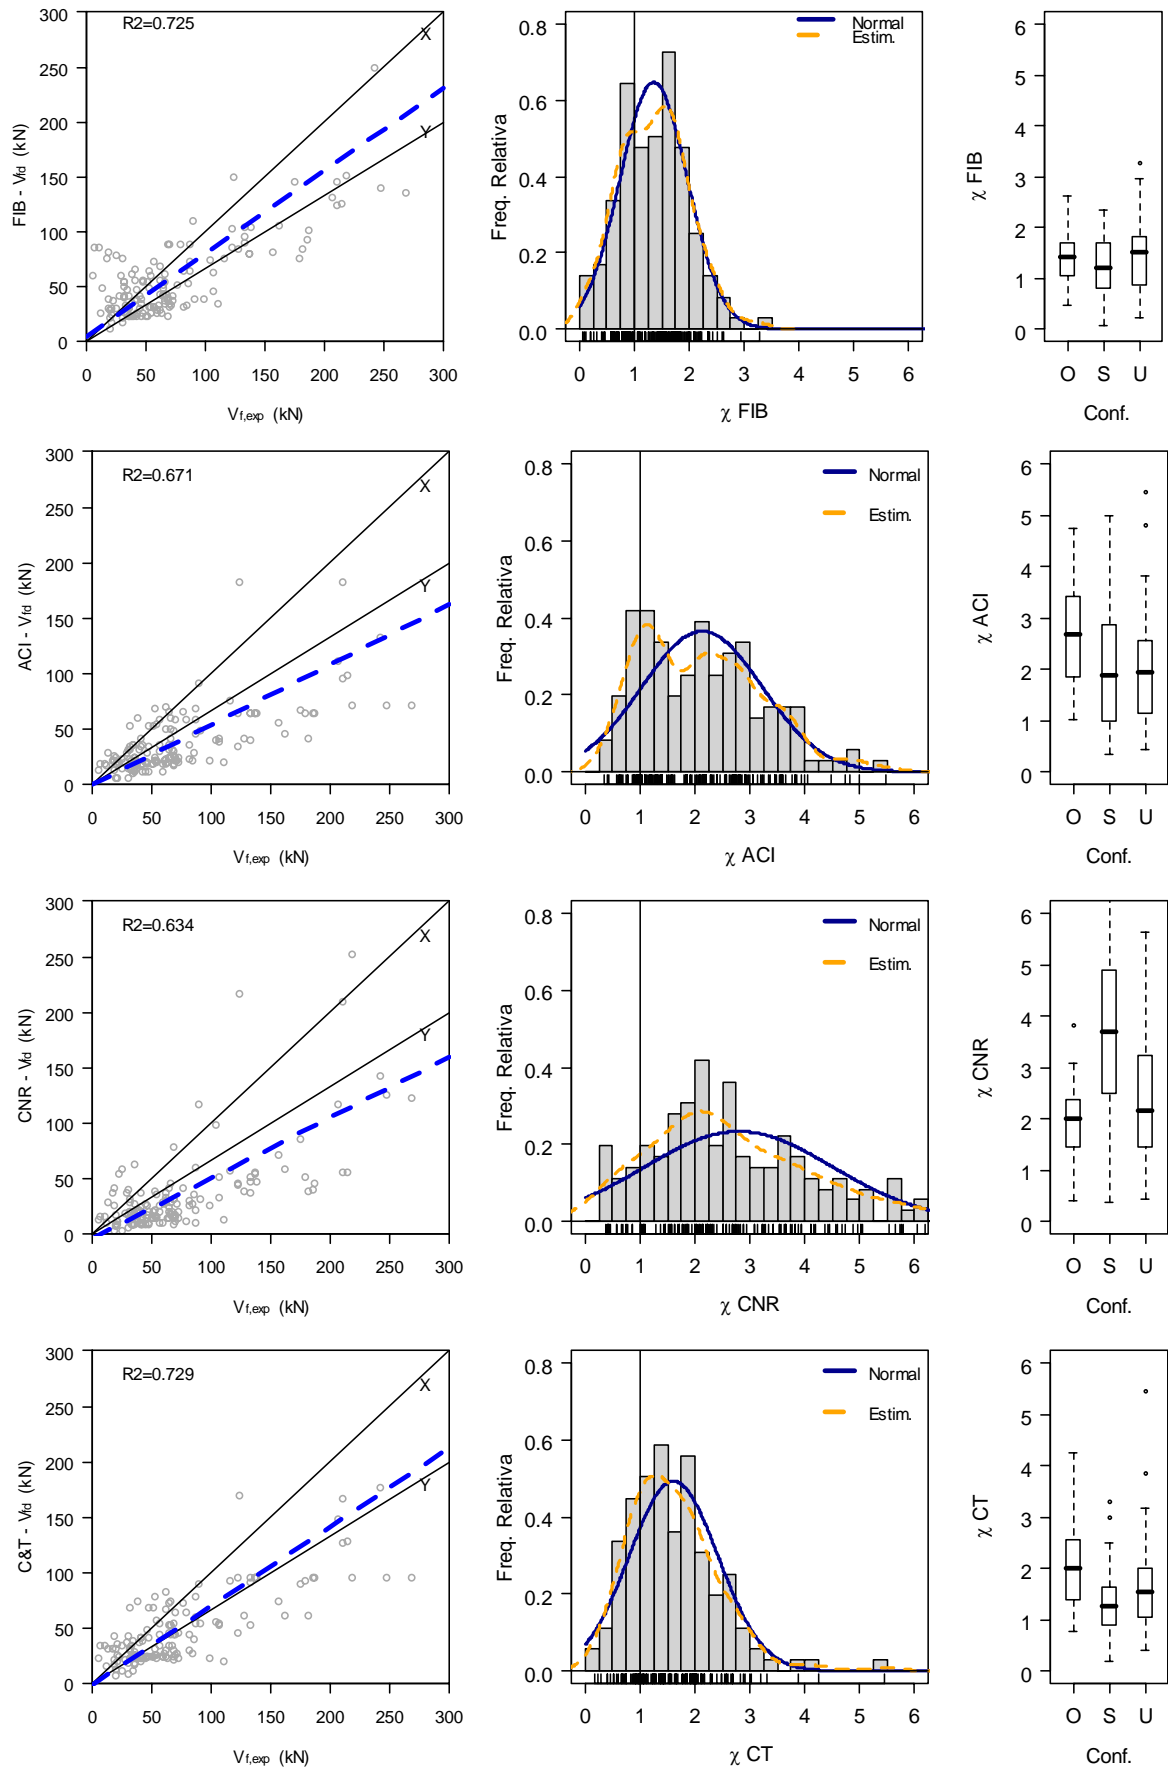 R2=0.725
X
Y
300
250
200
150
100
50
0
FIB - Vfd (kN)
0 50 100 150 200 250 300
Vf,exp (kN)
Normal
Estim.
0.8
0.6
0.4
0.2
0.0
Freq. Relativa
0 1 2 3 4 5 6
χ FIB
6
5
4
3
2
1
0
χ FIB
O S U
Conf.
R2=0.671
X
Y
300
250
200
150
100
50
0
ACI - Vfd (kN)
0 50 100 150 200 250 300
Vf,exp (kN)
Normal
Estim.
0.8
0.6
0.4
0.2
0.0
Freq. Relativa
0 1 2 3 4 5 6
χ ACI
6
5
4
3
2
1
0
χ ACI
O S U
Conf.
R2=0.634
X
Y
300
250
200
150
100
50
0
CNR - Vfd (kN)
0 50 100 150 200 250 300
Vf,exp (kN)
Normal
Estim.
0.8
0.6
0.4
0.2
0.0
Freq. Relativa
0 1 2 3 4 5 6
χ CNR
6
5
4
3
2
1
0
χ CNR
O S U
Conf.
R2=0.729
X
Y
300
250
200
150
100
50
0
C&T - Vfd (kN)
0 50 100 150 200 250 300
Vf,exp (kN)
Normal
Estim.
0.8
0.6
0.4
0.2
0.0
Freq. Relativa
0 1 2 3 4 5 6
χ CT
6
5
4
3
2
1
0
χ CT
O S U
Conf.